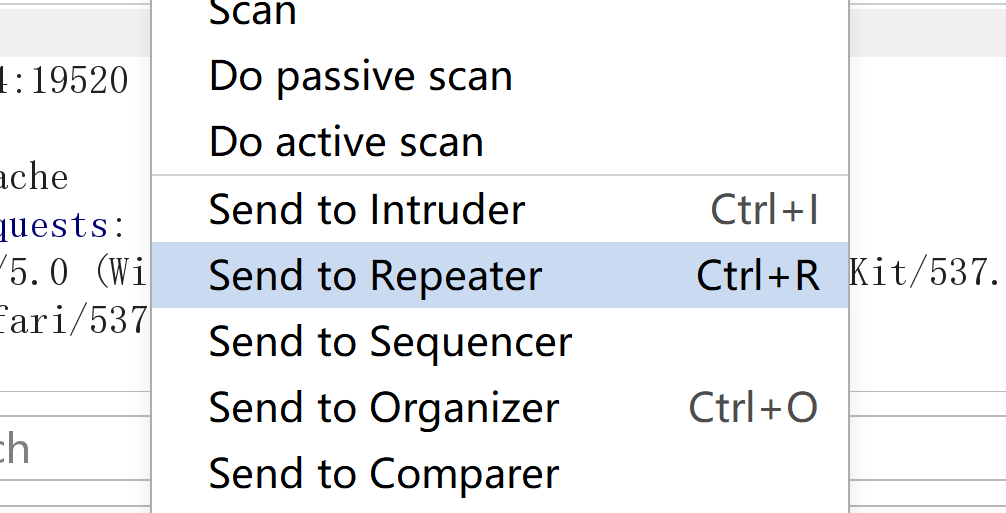 Scan
4:19520
Do passive scan
Do active scan
ache
quests:
Send to Intruder Ctrl+I
/5.0 (Wi
Send to Repeater Ctrl+R
Kit/537.
fari/537
Send to Sequencer
Send to Organizer Ctrl+O
ch
Send to Comparer